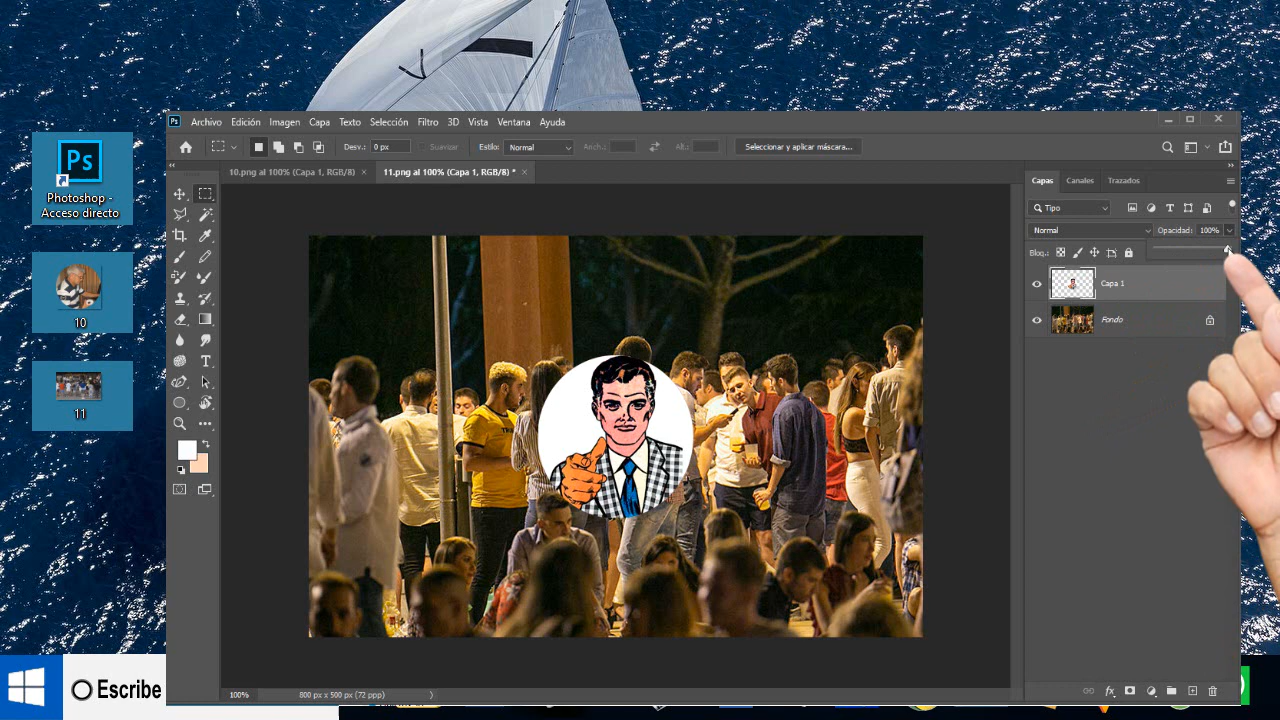 Ps
Photoshop -
Acceso directo
10
11
Ps
Archivo Edición Imagen Capa Texto Selección Filtro 3D Vista Ventana Ayuda
Desv.: 0 px Suavizar Estilo: Normal Anch.: Alt.: Seleccionar y aplicar máscara...
10.png al 100% (Capa 1, RGB/8) × 11.png al 100% (Capa 1, RGB/8) * ×
Capas Canales Trazados
Tipo
Normal Opacidad: 100%
Bloq.:
Capa 1
Fondo
100% 800 px x 500 px (72 ppp)
fx
Escribe